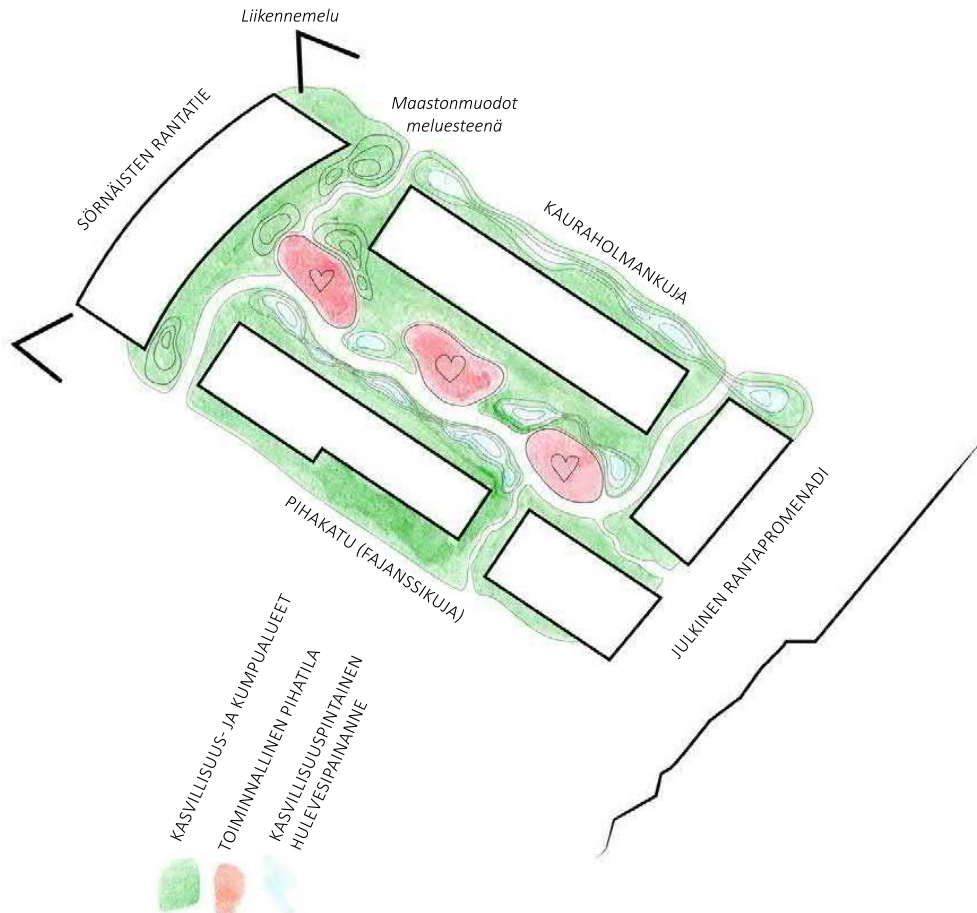 Liikennemelu
Maastonmuodot
meluesteenä
SÖRNÄISTEN RANTATIE
KAURAHOLMANKUJA
PIHAKATU (FAJANSSIKUJA)
JULKINEN RANTAPROMENADI
KASVILLISUUS- JA KUMPUALUEET
TOIMINNALLINEN PIHATILA
KASVILLISUUSPINTAINEN
HULEVESIPAINANNE